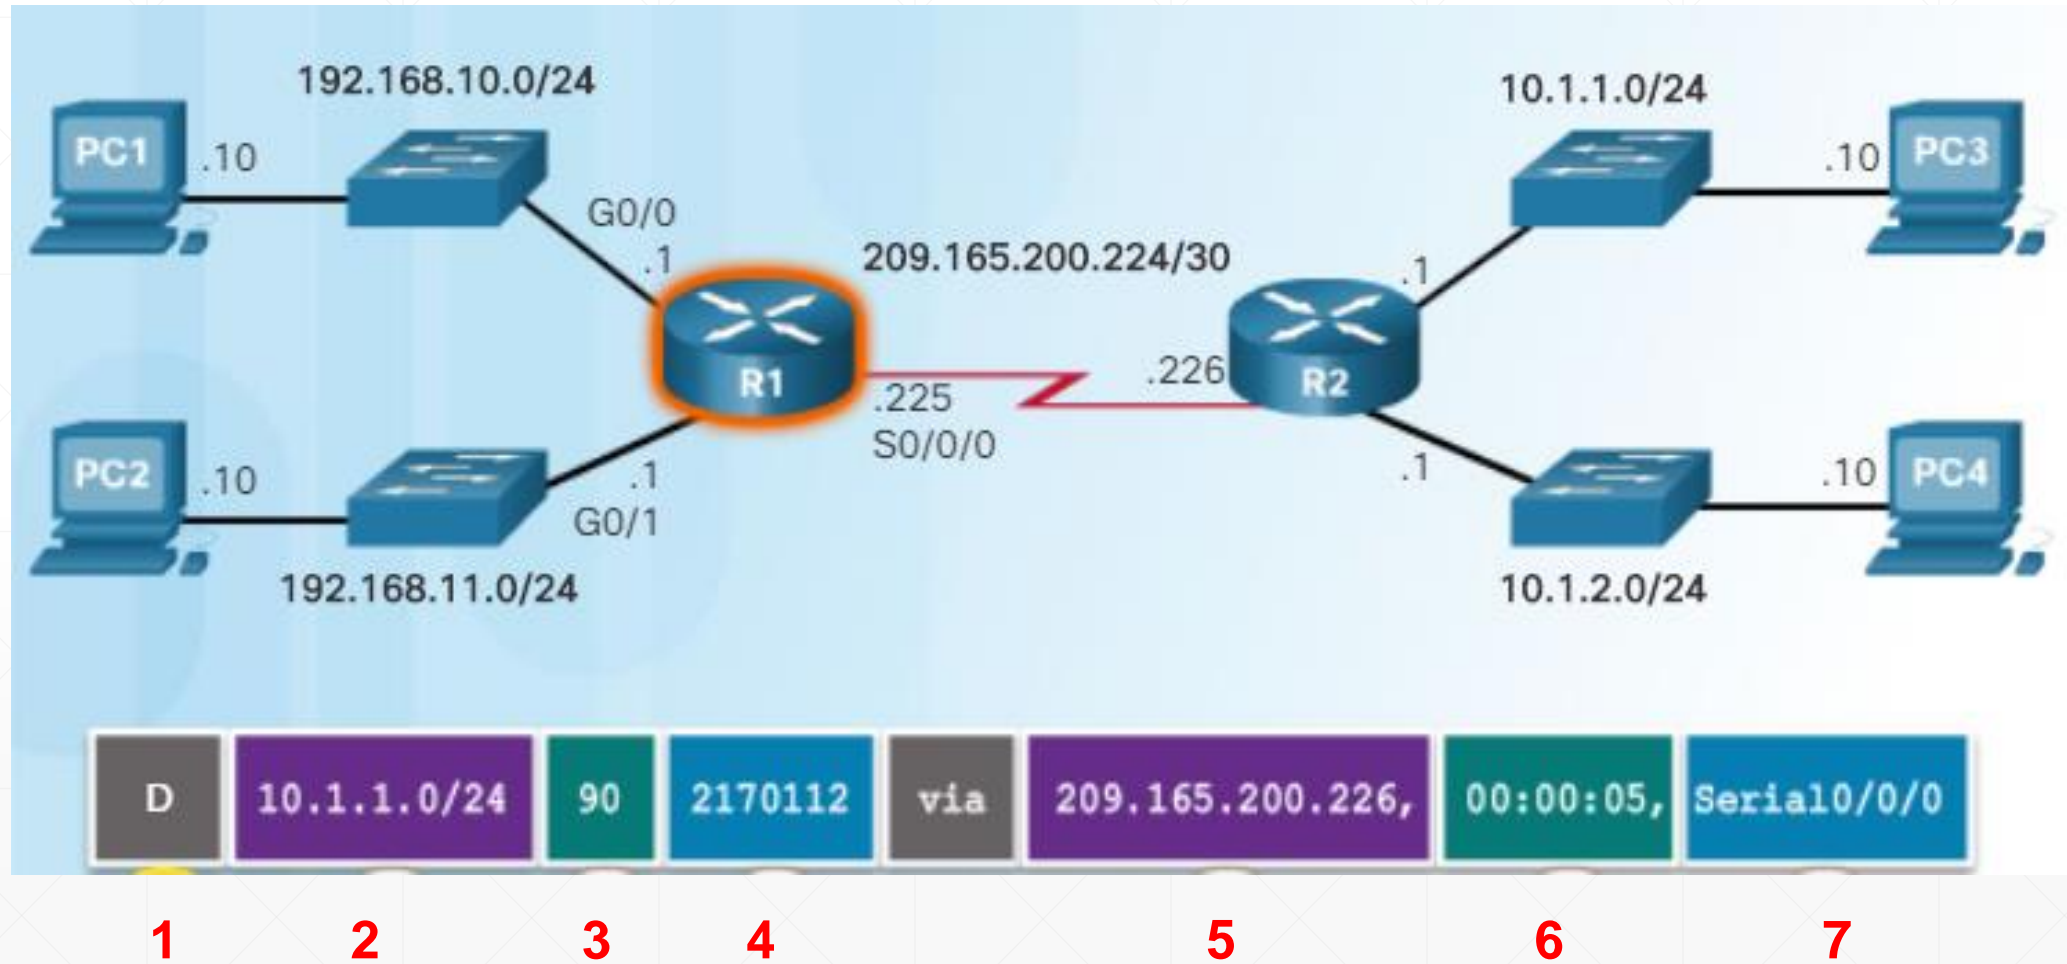 192.168.10.0/24
10.1.1.0/24
PC1
.10
.10
PC3
G0/0
.1
209.165.200.224/30
.1
R1
.225
S0/0/0
.226
R2
PC2
.10
.1
G0/1
.1
.10
PC4
192.168.11.0/24
10.1.2.0/24
D 10.1.1.0/24 90 2170112 via 209.165.200.226, 00:00:05, Serial0/0/0
1 2 3 4 5 6 7